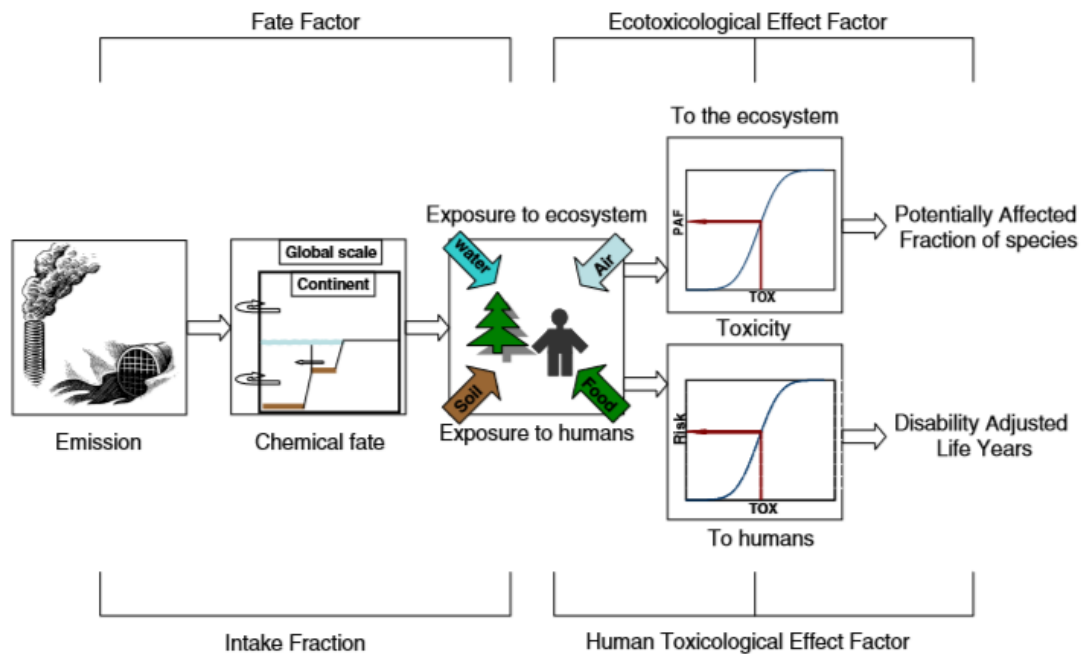 Fate Factor
Ecotoxicological Effect Factor
To the ecosystem
PAF
TOX
Potentially Affected
Fraction of species
Exposure to ecosystem
water
Air
Soil
Food
Exposure to humans
Global scale
Continent
Emission
Chemical fate
Toxicity
Risk
TOX
Disability Adjusted
Life Years
To humans
Intake Fraction
Human Toxicological Effect Factor